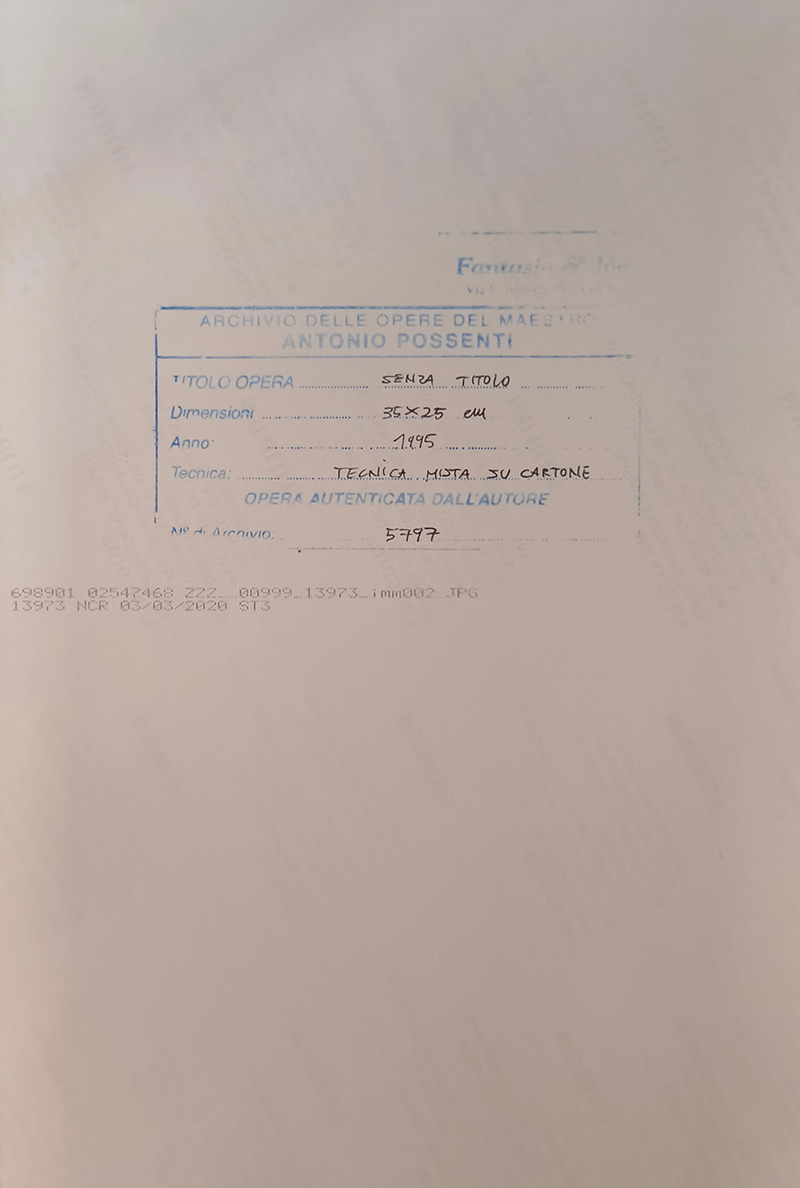 ARCHIVIO DELLE OPERE DEL MAESTRO
ANTONIO POSSENTI
TITOLO OPERA SENZA TITOLO
Dimensioni 35×25 cm
Anno: 1995
Tecnica: TECNICA MISTA SU CARTONE
OPERA AUTENTICATA DALL'AUTORE
N° di Archivio: 5797
698901 02547468 ZZZ_ 00999_13973_imm002 JPG
13973 NCR 03/03/2020 ST3